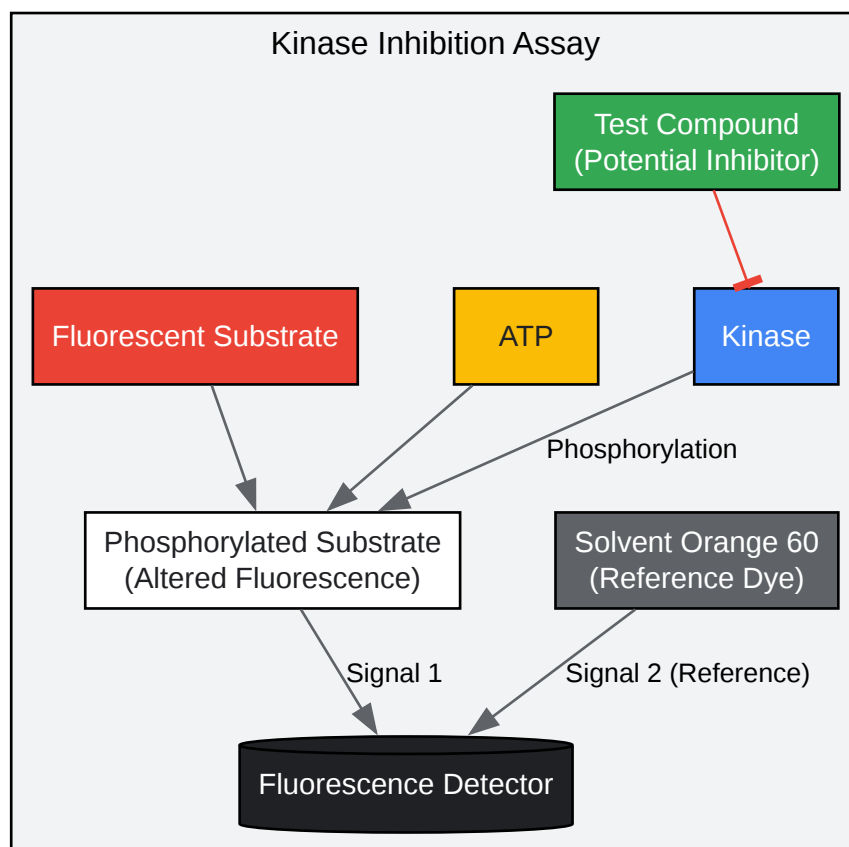 Kinase Inhibition Assay
Test Compound
(Potential Inhibitor)
Fluorescent Substrate
ATP
Kinase
Phosphorylation
Phosphorylated Substrate
(Altered Fluorescence)
Solvent Orange 60
(Reference Dye)
Signal 1
Signal 2 (Reference)
Fluorescence Detector